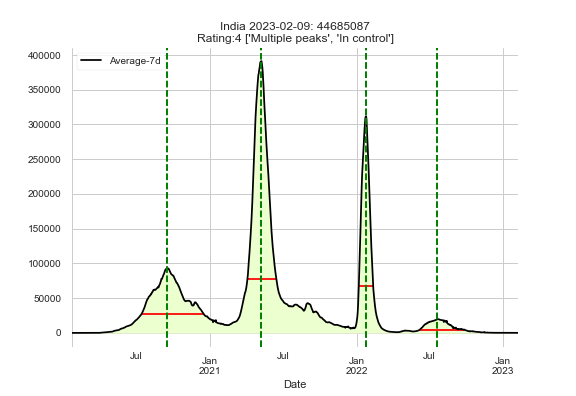 India 2023-02-09: 44685087
Rating:4 ['Multiple peaks', 'In control']
Average-7d
400000
350000
300000
250000
200000
150000
100000
50000
0
Jul Jan Jul Jan Jul Jan
2021 2022 2023
Date